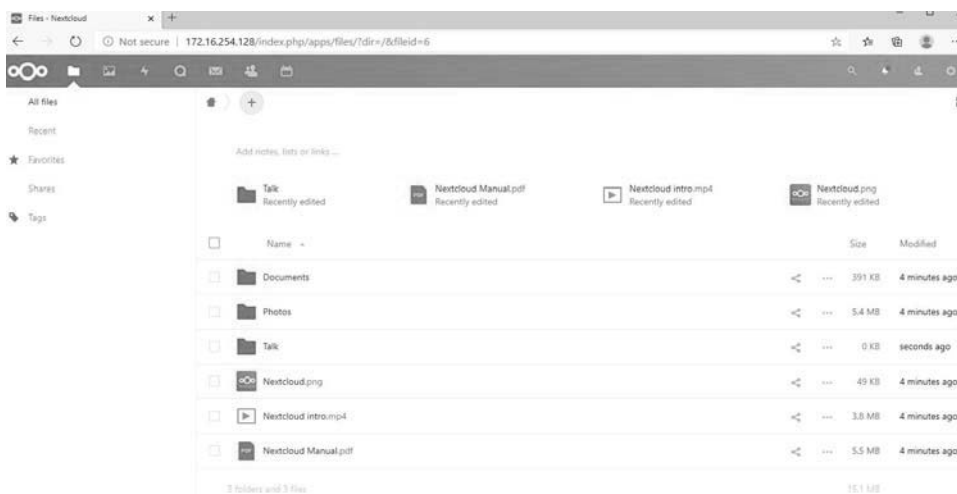 Files - Nextcloud
Not secure | 172.16.254.128/index.php/apps/files/?dir=/&fileid=6
All files
Recent
Favorites
Shares
Tags
Add notes, lists or links ...
Talk
Recently edited
Nextcloud Manual.pdf
Recently edited
Nextcloud intro.mp4
Recently edited
Nextcloud.png
Recently edited
Name Size Modified
Documents 391 KB 4 minutes ago
Photos 5.4 MB 4 minutes ago
Talk 0 KB seconds ago
Nextcloud.png 49 KB 4 minutes ago
Nextcloud intro.mp4 3.8 MB 4 minutes ago
PDF Nextcloud Manual.pdf 5.5 MB 4 minutes ago
3 folders and 3 files 15.1 MB